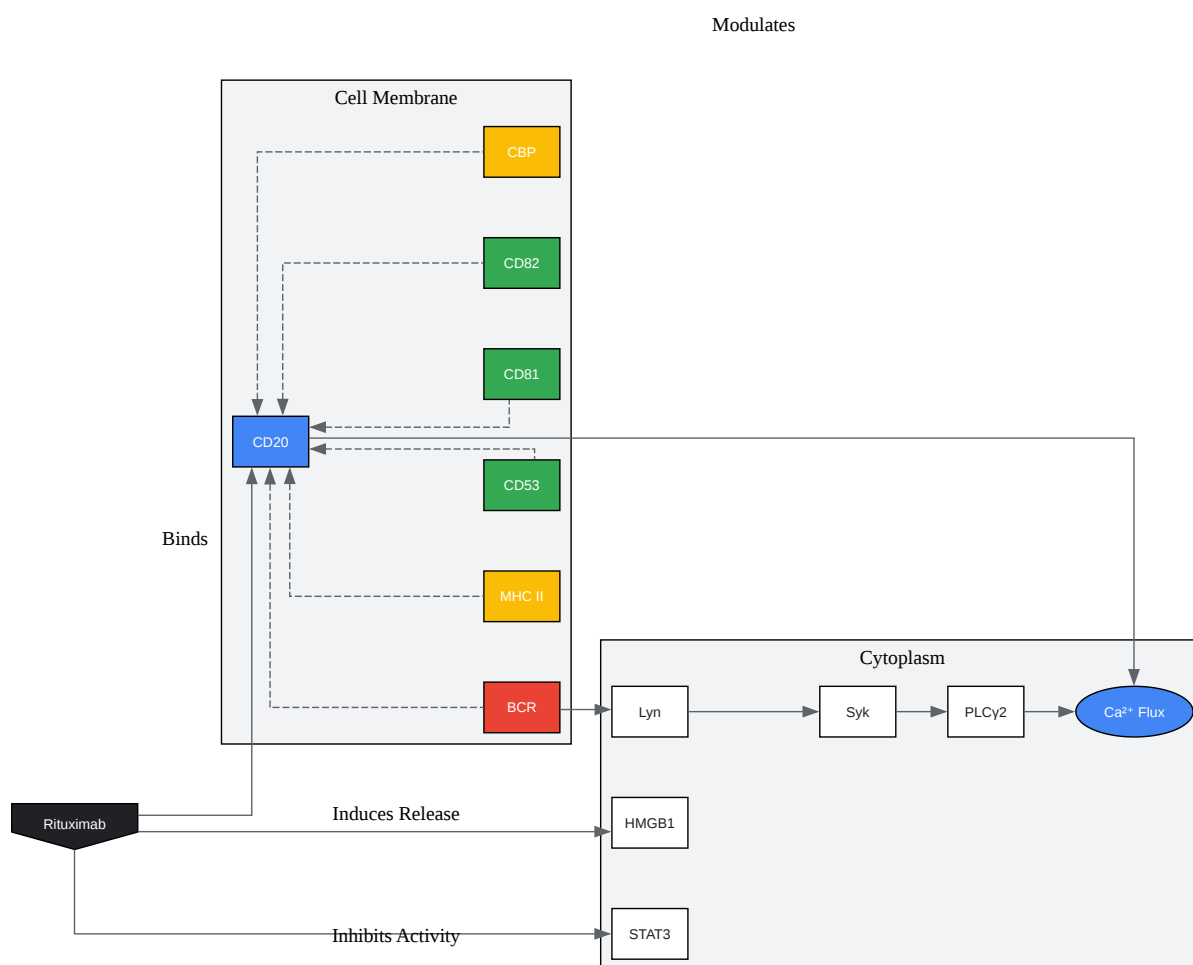 Modulates
Cell Membrane
CBP
CD82
CD81
CD20
CD53
Binds
MHC II
Cytoplasm
BCR
Lyn
Syk
PLCγ2
Ca²⁺ Flux
Induces Release
Rituximab
HMGB1
Inhibits Activity
STAT3